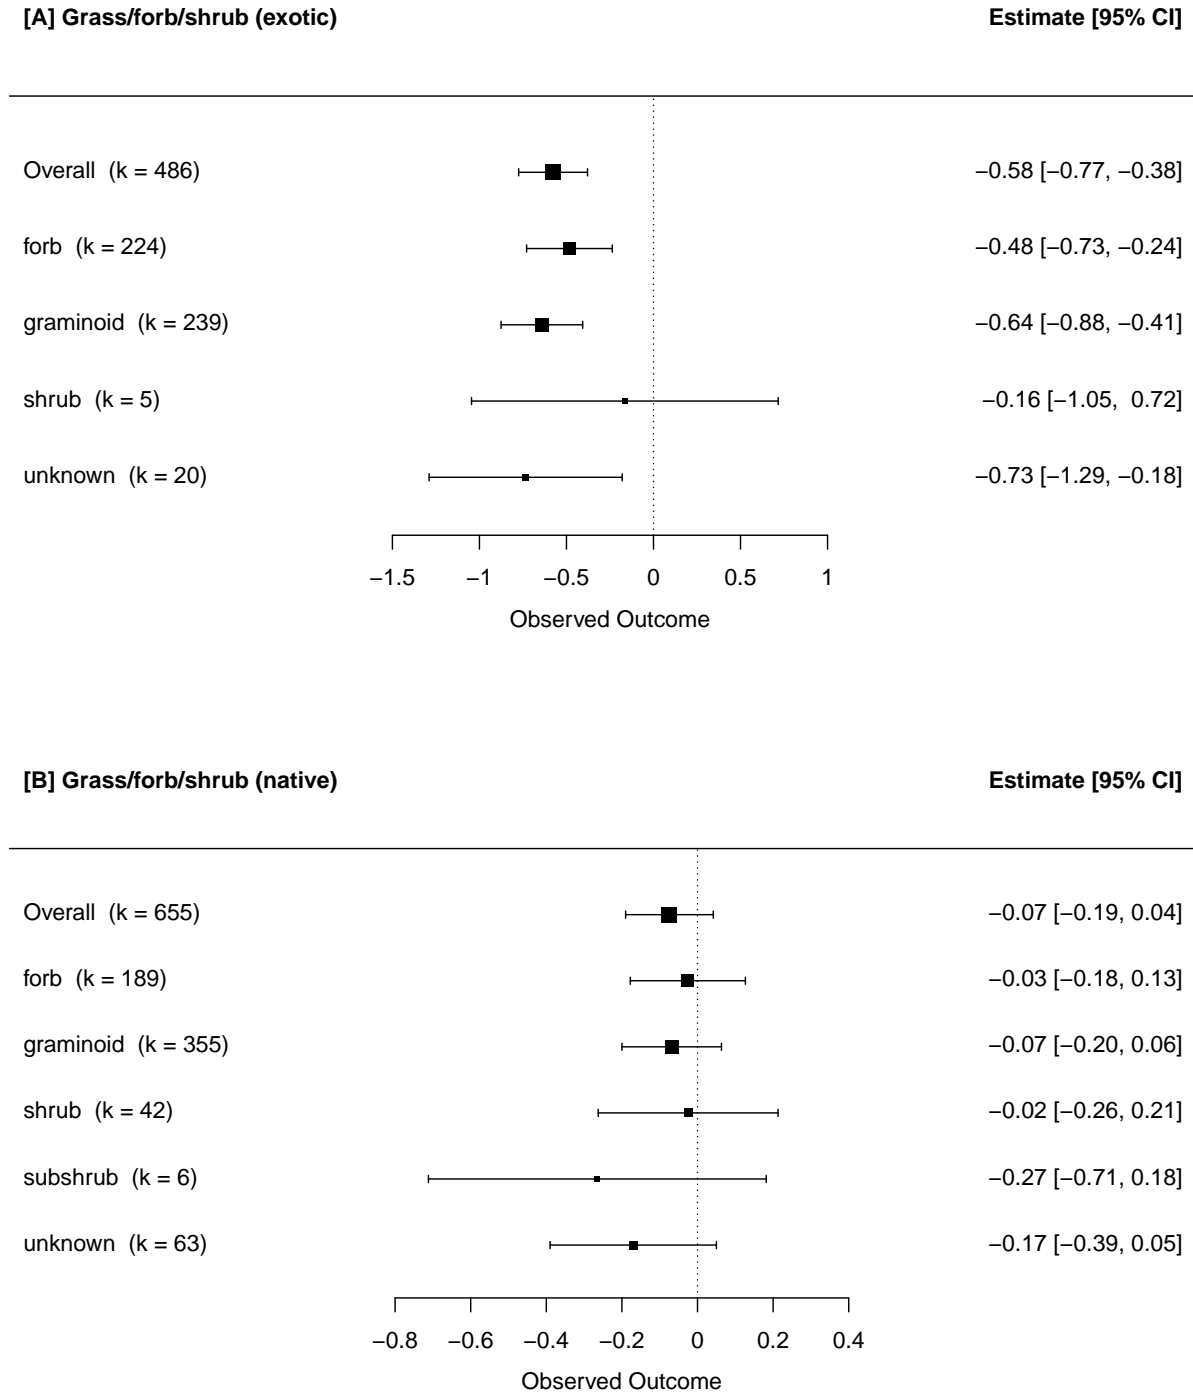 [A] Grass/forb/shrub (exotic) Estimate [95% CI]
Overall (k = 486) −0.58 [−0.77, −0.38]
forb (k = 224) −0.48 [−0.73, −0.24]
graminoid (k = 239) −0.64 [−0.88, −0.41]
shrub (k = 5) −0.16 [−1.05, 0.72]
unknown (k = 20) −0.73 [−1.29, −0.18]
−1.5 −1 −0.5 0 0.5 1
Observed Outcome
[B] Grass/forb/shrub (native) Estimate [95% CI]
Overall (k = 655) −0.07 [−0.19, 0.04]
forb (k = 189) −0.03 [−0.18, 0.13]
graminoid (k = 355) −0.07 [−0.20, 0.06]
shrub (k = 42) −0.02 [−0.26, 0.21]
subshrub (k = 6) −0.27 [−0.71, 0.18]
unknown (k = 63) −0.17 [−0.39, 0.05]
−0.8 −0.6 −0.4 −0.2 0 0.2 0.4
Observed Outcome